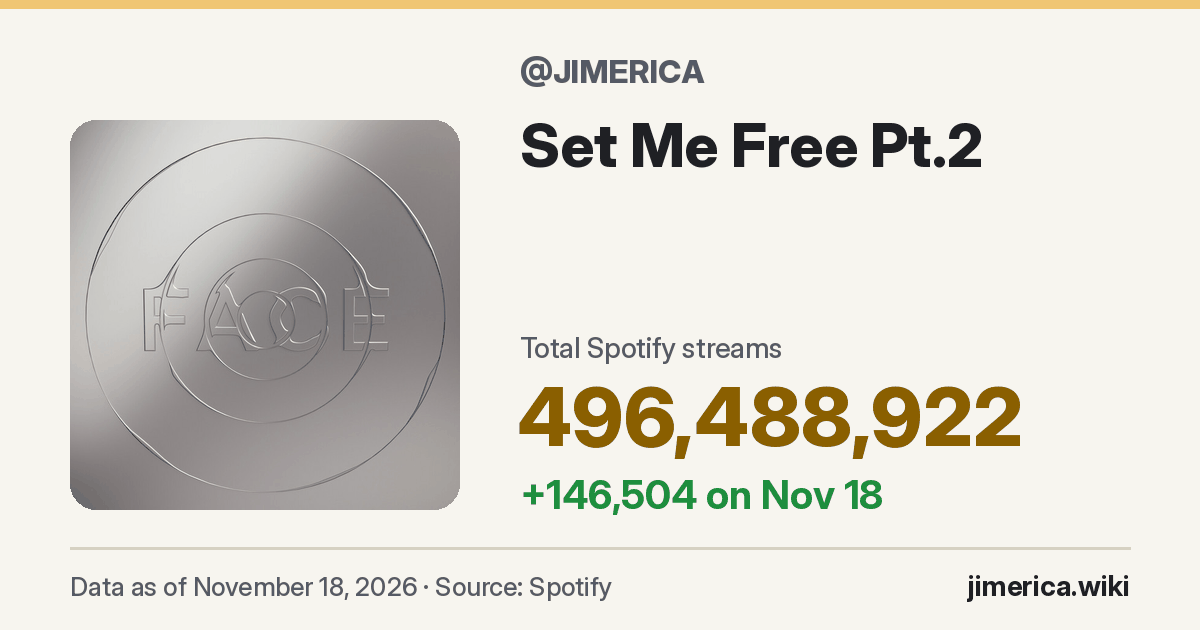 @JIMERICA
Set Me Free Pt.2
FACE
Total Spotify streams
496,488,922
+146,504 on Nov 18
Data as of November 18, 2026 · Source: Spotify
jimerica.wiki